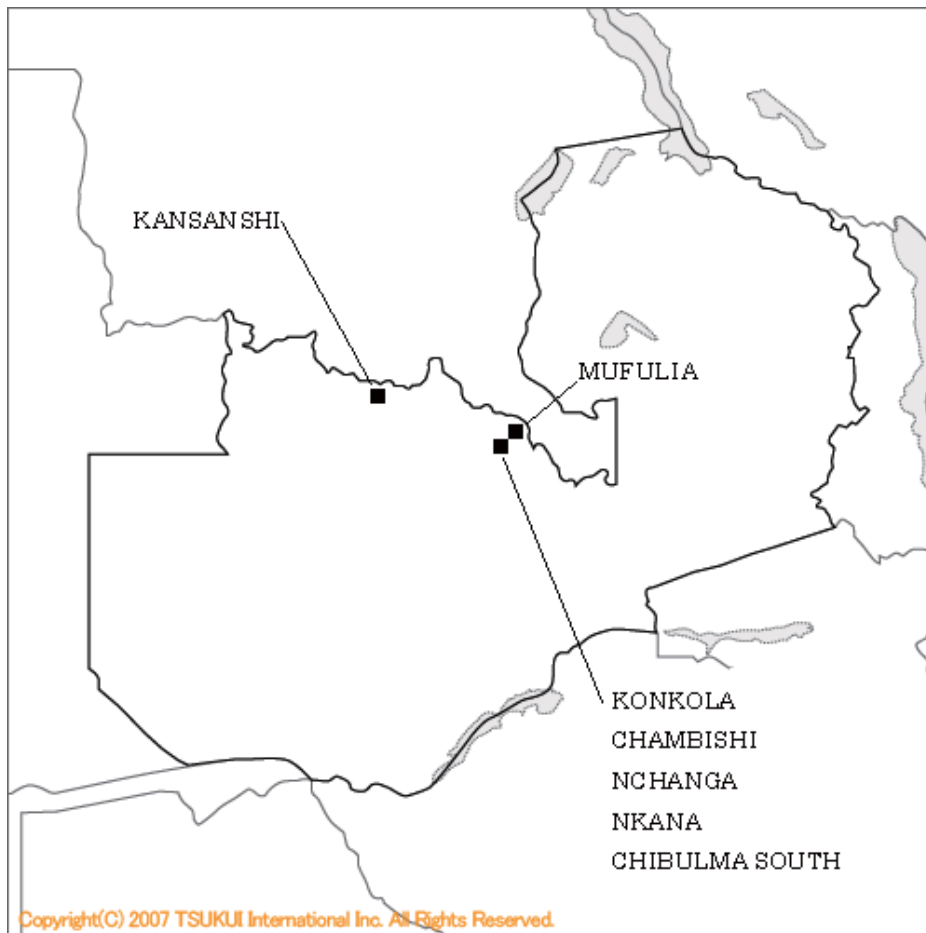 KANSANSHI
MUFULIA
KONKOLA
CHAMBISHI
NCHANGA
NKANA
CHIBULMA SOUTH
Copyright(C) 2007 TSUKUI International Inc. All Rights Reserved.